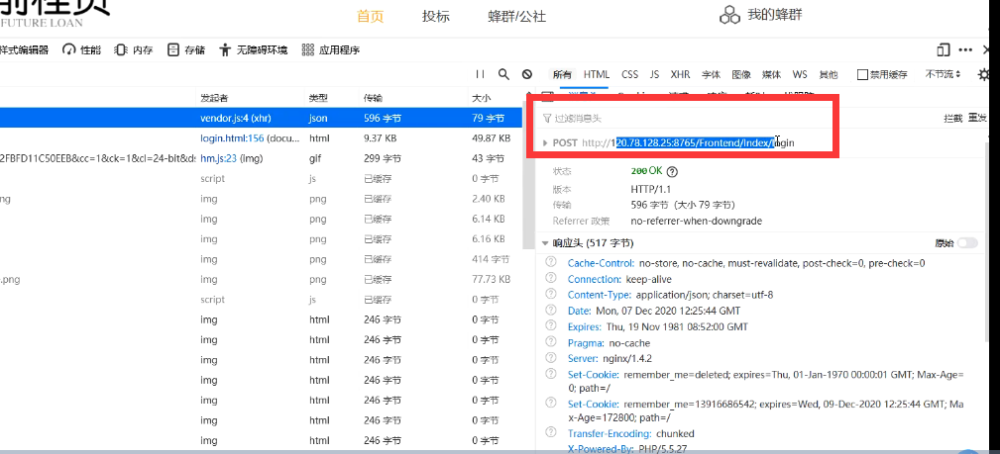 前程贷
FUTURE LOAN
首页 投标 蜂群/公社 我的蜂群
样式编辑器 性能 内存 存储 无障碍环境 应用程序
所有 HTML CSS JS XHR 字体 图像 媒体 WS 其他 禁用缓存 不节流
发起者 类型 传输 大小
vendor.js:4 (xhr) json 596 字节 79 字节
login.html:156 (docu... html 9.37 KB 49.87 KB
2FBFD11C50EEB&cc=1&ck=1&cl=24-bit&ds hm.js:23 (img) gif 299 字节 43 字节
script js 已缓存 0 字节
ng img png 已缓存 2.40 KB
img png 已缓存 6.14 KB
img png 已缓存 6.16 KB
img png 已缓存 414 字节
.png img png 已缓存 77.73 KB
script js 已缓存 0 字节
img html 246 字节 0 字节
img html 246 字节 0 字节
img html 246 字节 0 字节
img html 246 字节 0 字节
img html 246 字节 0 字节
img html 246 字节 0 字节
img html 246 字节 0 字节
过滤消息头 拦截 重发
POST http://120.78.128.25:8765/Frontend/Index/login
状态 200 OK
版本 HTTP/1.1
传输 596 字节 (大小 79 字节)
Referrer 政策 no-referrer-when-downgrade
响应头 (517 字节) 原始
Cache-Control: no-store, no-cache, must-revalidate, post-check=0, pre-check=0
Connection: keep-alive
Content-Type: application/json; charset=utf-8
Date: Mon, 07 Dec 2020 12:25:44 GMT
Expires: Thu, 19 Nov 1981 08:52:00 GMT
Pragma: no-cache
Server: nginx/1.4.2
Set-Cookie: remember_me=deleted; expires=Thu, 01-Jan-1970 00:00:01 GMT; Max-Age=
0; path=/
Set-Cookie: remember_me=13916686542; expires=Wed, 09-Dec-2020 12:25:44 GMT; Ma
x-Age=172800; path=/
Transfer-Encoding: chunked
X-Powered-By: PHP/5.5.27